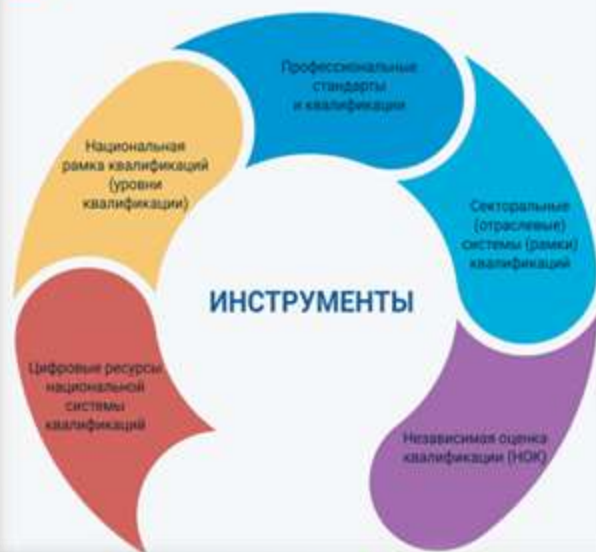 Профессиональные
стандарты
и квалификации
Национальная
рамка квалификаций
(уровни
квалификации)
Секторальные
(отраслевые)
системы (рамки)
квалификаций
ИНСТРУМЕНТЫ
Цифровые ресурсы
национальной
системы
квалификаций
Независимая оценка
квалификации (НОК)